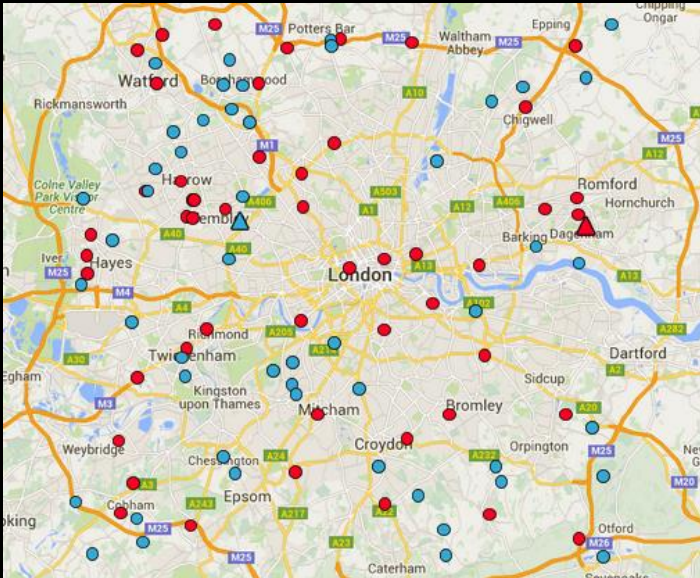 Chipping
Ongar
Potters Bar
Epping
M25
M25
Waltham
Abbey
M25
Watford
Rickmansworth
A10
Chigwell
M25
M1
A12
Harrow
Colne Valley
Park Visitor
Centre
A406
A503
A1
A12
A406
Romford
Hornchurch
A40
Barking
Dagenham
Iver
Hayes
A40
M25
London
A13
A13
M4
A4
A102
Richmond
A205
A282
A30
Twickenham
Dartford
Egham
A2
M3
Kingston
upon Thames
Sidcup
Mitcham
Bromley
A20
Weybridge
Croydon
Chessington
A24
A232
Orpington
M25
A3
Epsom
M20
Cobham
A243
A217
A22
oking
M25
A23
Otford
M26
M25
Caterham
Sevenoaks